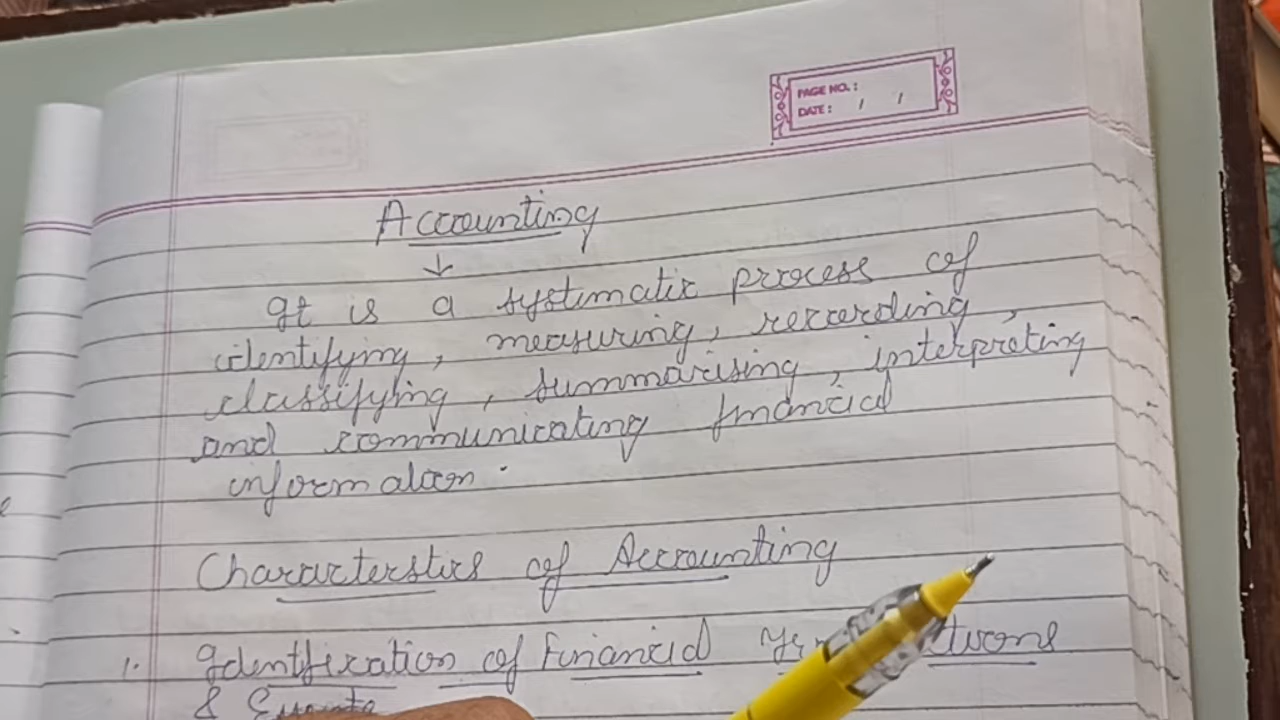 PAGE NO.:
DATE: / /
Accounting
↓
It is a systematic process of
identifying, measuring, recording,
classifying, summarising, interpreting
and communicating financial
information.
Characterstics of Accounting
1. Identification of Financial
& Events